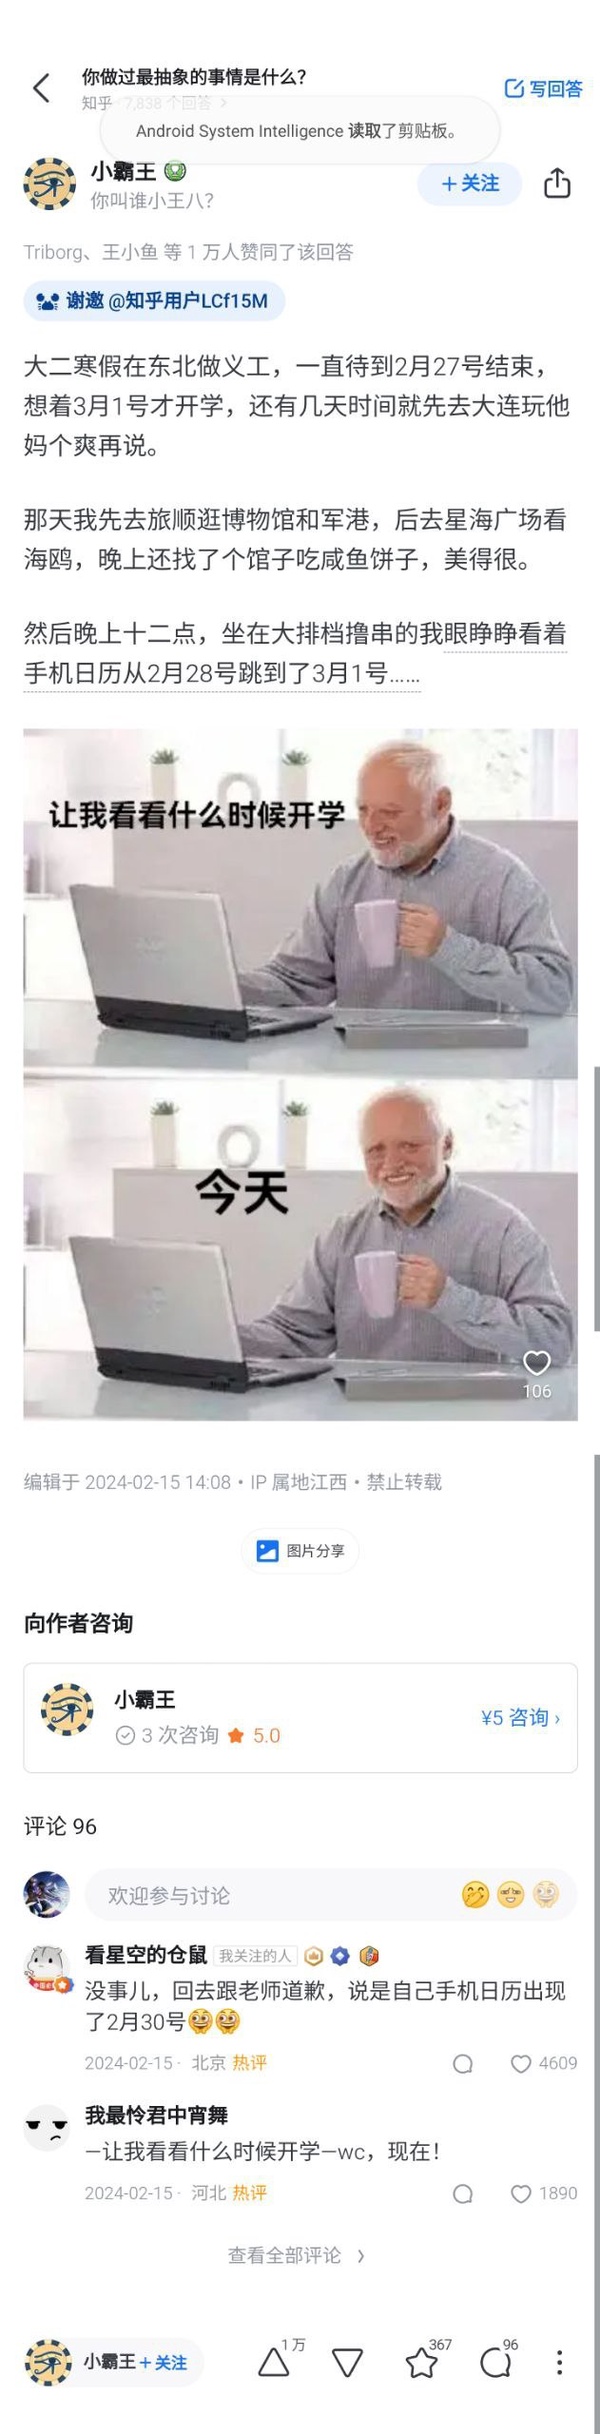 你做过最抽象的事情是什么？
知乎 7,838 个回答 >
Android System Intelligence 读取了剪贴板。
写回答
小霸王
你叫谁小王八？
＋关注
Triborg、王小鱼 等 1 万人赞同了该回答
谢邀 @知乎用户LCf15M
大二寒假在东北做义工，一直待到2月27号结束，
想着3月1号才开学，还有几天时间就先去大连玩他
妈个爽再说。
那天我先去旅顺逛博物馆和军港，后去星海广场看
海鸥，晚上还找了个馆子吃咸鱼饼子，美得很。
然后晚上十二点，坐在大排档撸串的我眼睁睁看着
手机日历从2月28号跳到了3月1号……
让我看看什么时候开学
今天
106
编辑于 2024-02-15 14:08・IP 属地江西・禁止转载
图片分享
向作者咨询
小霸王
3 次咨询 ★ 5.0
¥5 咨询 ›
评论 96
欢迎参与讨论
看星空的仓鼠 我关注的人
没事儿，回去跟老师道歉，说是自己手机日历出现
了2月30号
2024-02-15 · 北京 热评
4609
我最怜君中宵舞
—让我看看什么时候开学—wc，现在！
2024-02-15 · 河北 热评
1890
查看全部评论 ›
小霸王＋关注
1 万
367
96